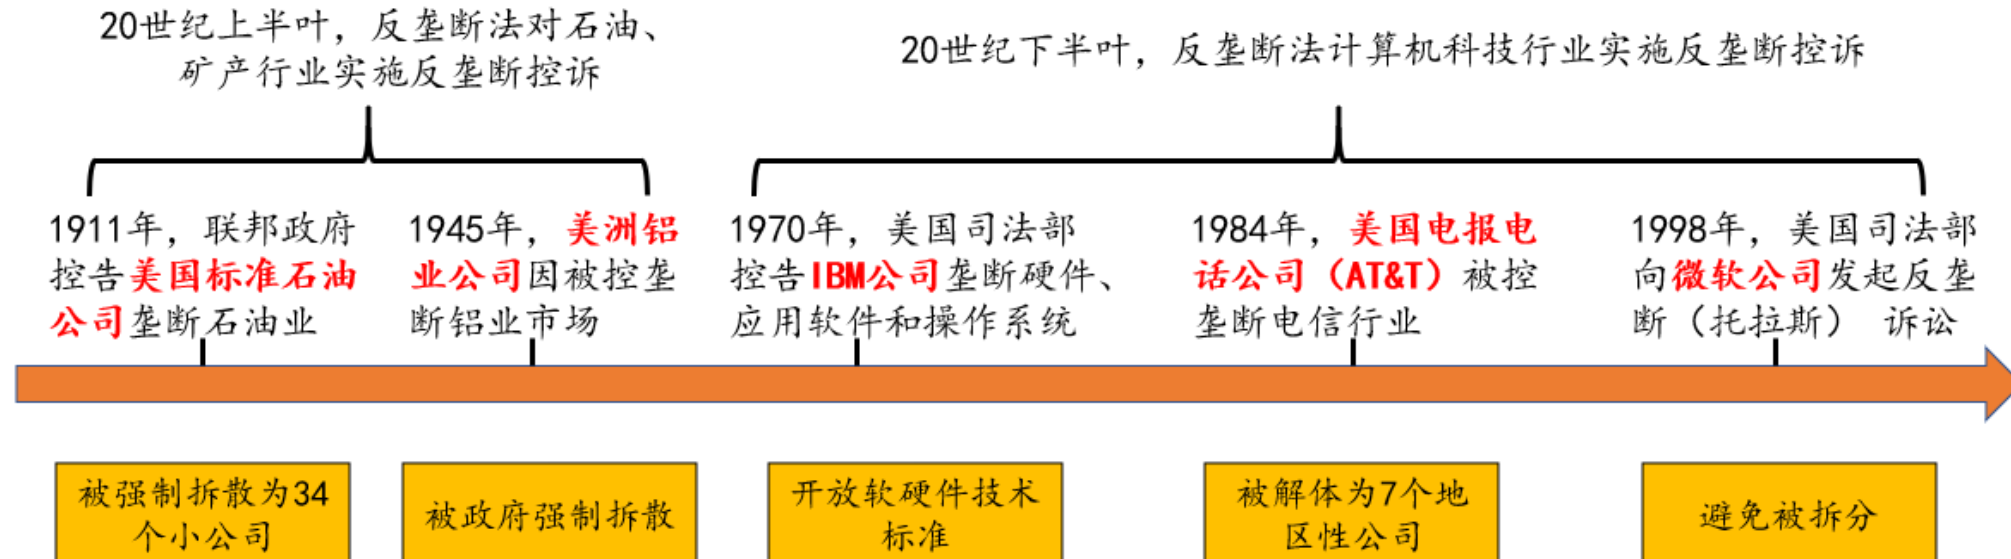 20世纪上半叶，反垄断法对石油、
矿产行业实施反垄断控诉
20世纪下半叶，反垄断法计算机科技行业实施反垄断控诉
1911年，联邦政府
控告美国标准石油
公司垄断石油业
1945年，美洲铝
业公司因被控垄
断铝业市场
1970年，美国司法部
控告IBM公司垄断硬件、
应用软件和操作系统
1984年，美国电报电
话公司（AT&T）被控
垄断电信行业
1998年，美国司法部
向微软公司发起反垄
断（托拉斯） 诉讼
被强制拆散为34
个小公司
被政府强制拆散
开放软硬件技术
标准
被解体为7个地
区性公司
避免被拆分